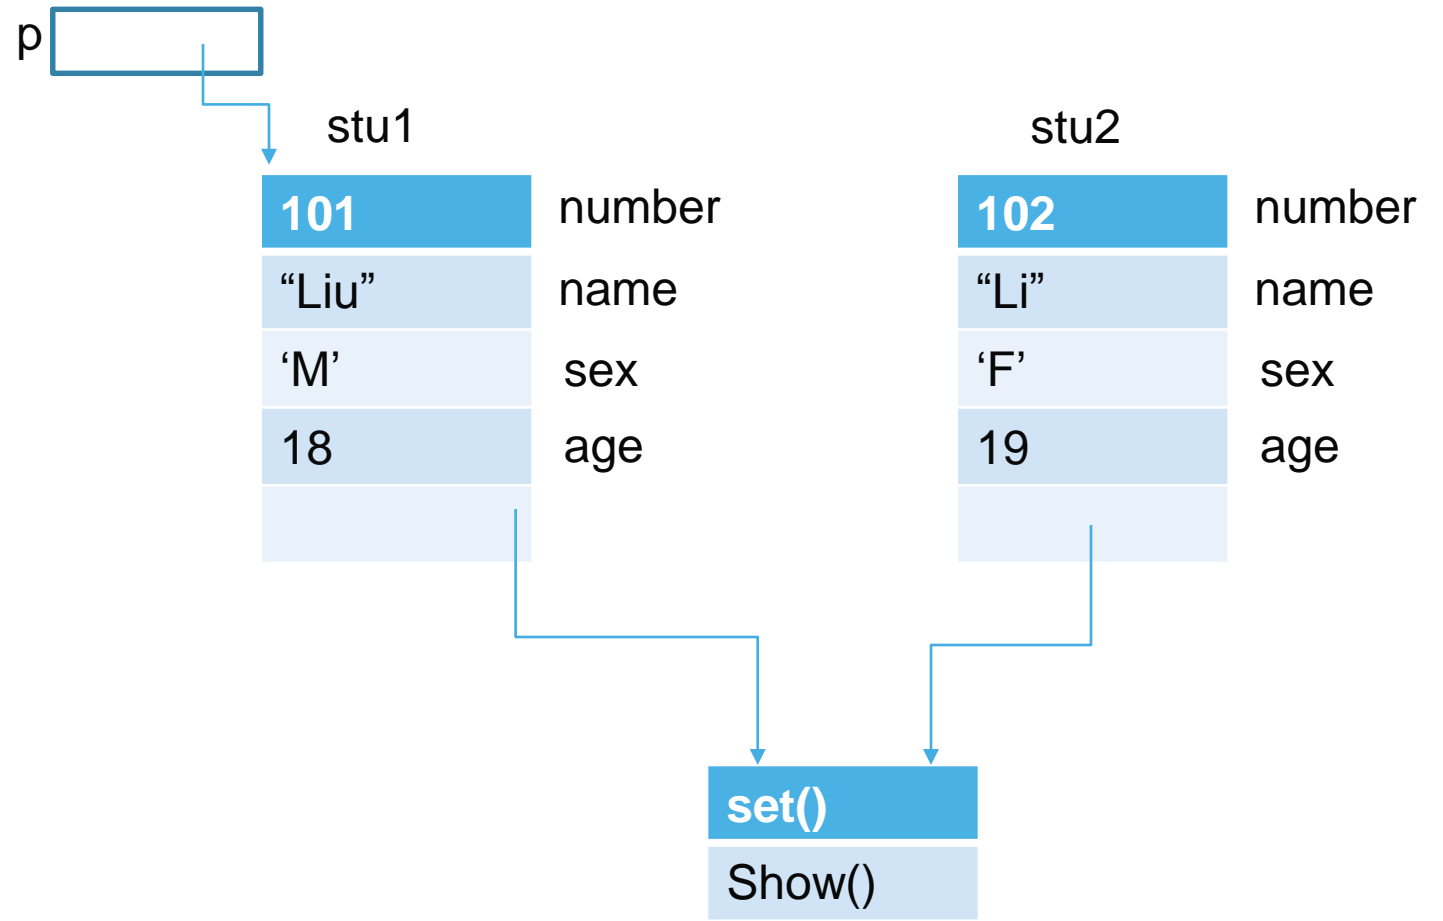 p
stu1 stu2
101 number 102 number
“Liu” name “Li” name
‘M’ sex ‘F’ sex
18 age 19 age
set()
Show()